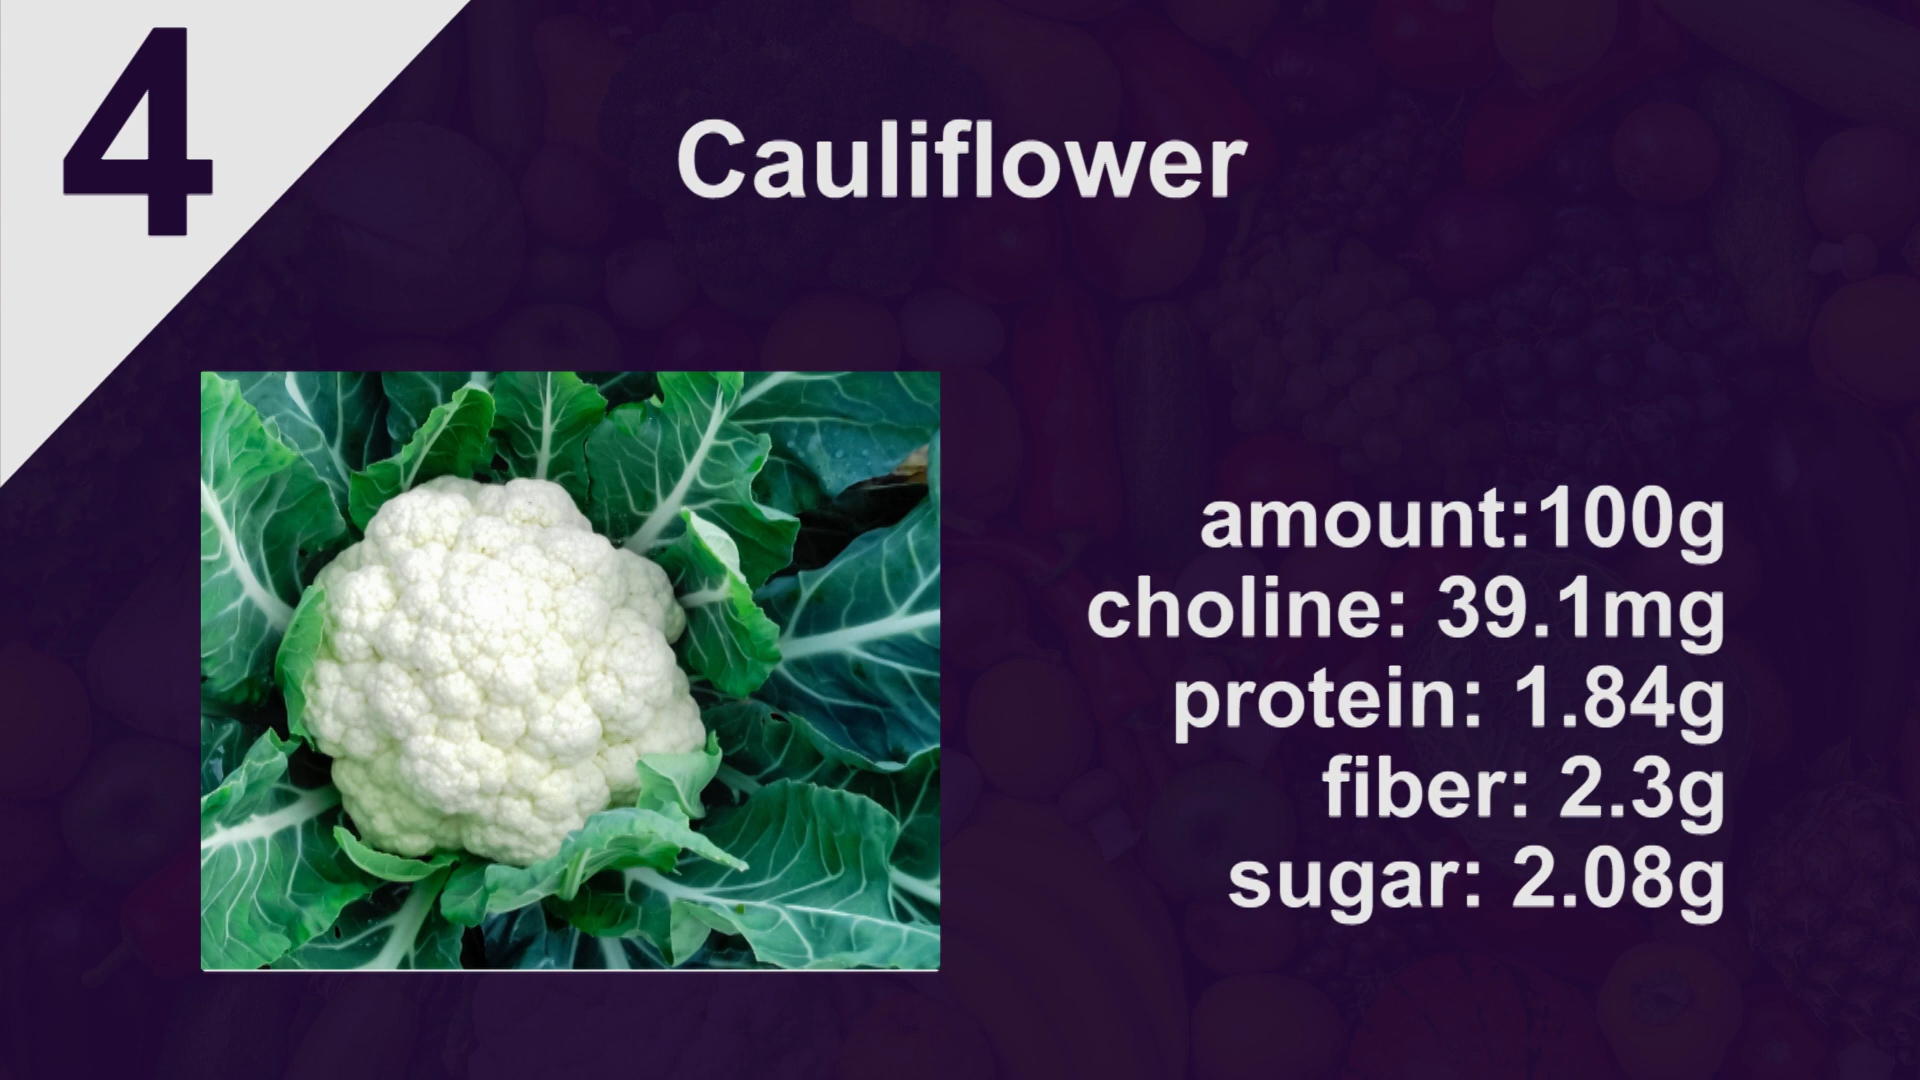 4
Cauliflower
amount:100g
choline: 39.1mg
protein: 1.84g
fiber: 2.3g
sugar: 2.08g